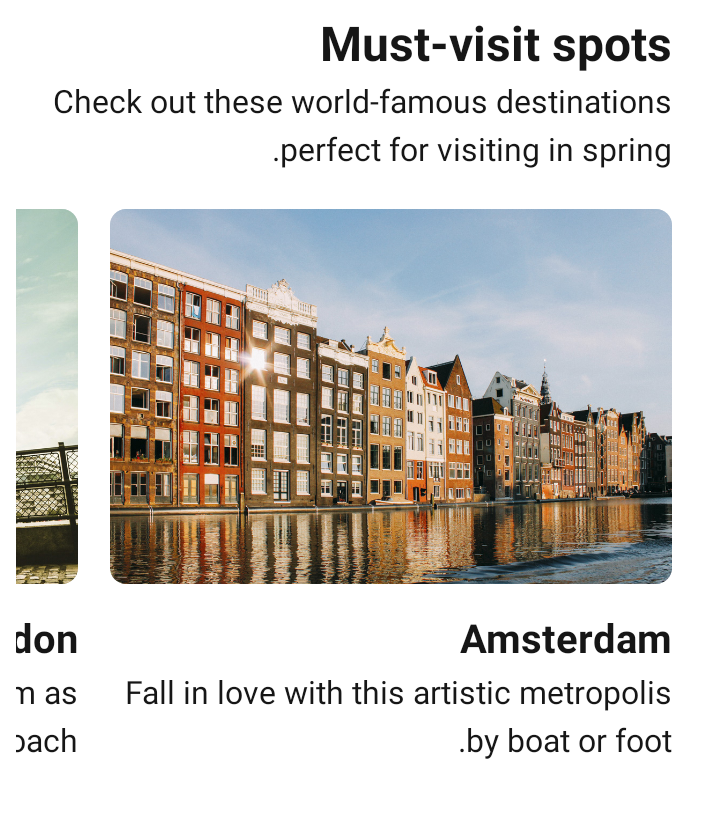 Must-visit spots
Check out these world-famous destinations
.perfect for visiting in spring
Amsterdam
Fall in love with this artistic metropolis
.by boat or foot
don
m as
oach